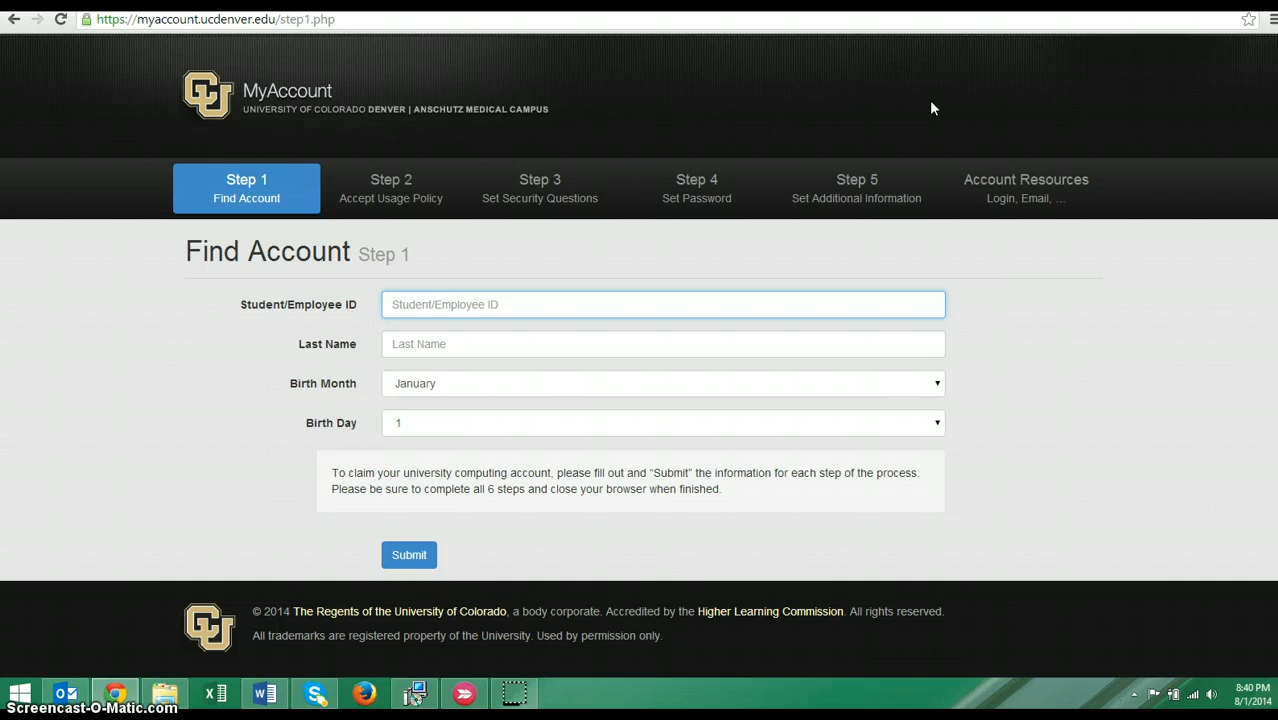 https://myaccount.ucdenver.edu/step1.php
CU
MyAccount
UNIVERSITY OF COLORADO DENVER | ANSCHUTZ MEDICAL CAMPUS
Step 1 Step 2 Step 3 Step 4 Step 5 Account Resources
Find Account Accept Usage Policy Set Security Questions Set Password Set Additional Information Login, Email, ...
Find Account Step 1
Student/Employee ID Student/Employee ID
Last Name Last Name
Birth Month January
Birth Day 1
To claim your university computing account, please fill out and “Submit” the information for each step of the process.
Please be sure to complete all 6 steps and close your browser when finished.
Submit
CU
© 2014 The Regents of the University of Colorado, a body corporate. Accredited by the Higher Learning Commission. All rights reserved.
All trademarks are registered property of the University. Used by permission only.
8:40 PM
8/1/2014
Screencast-O-Matic.com